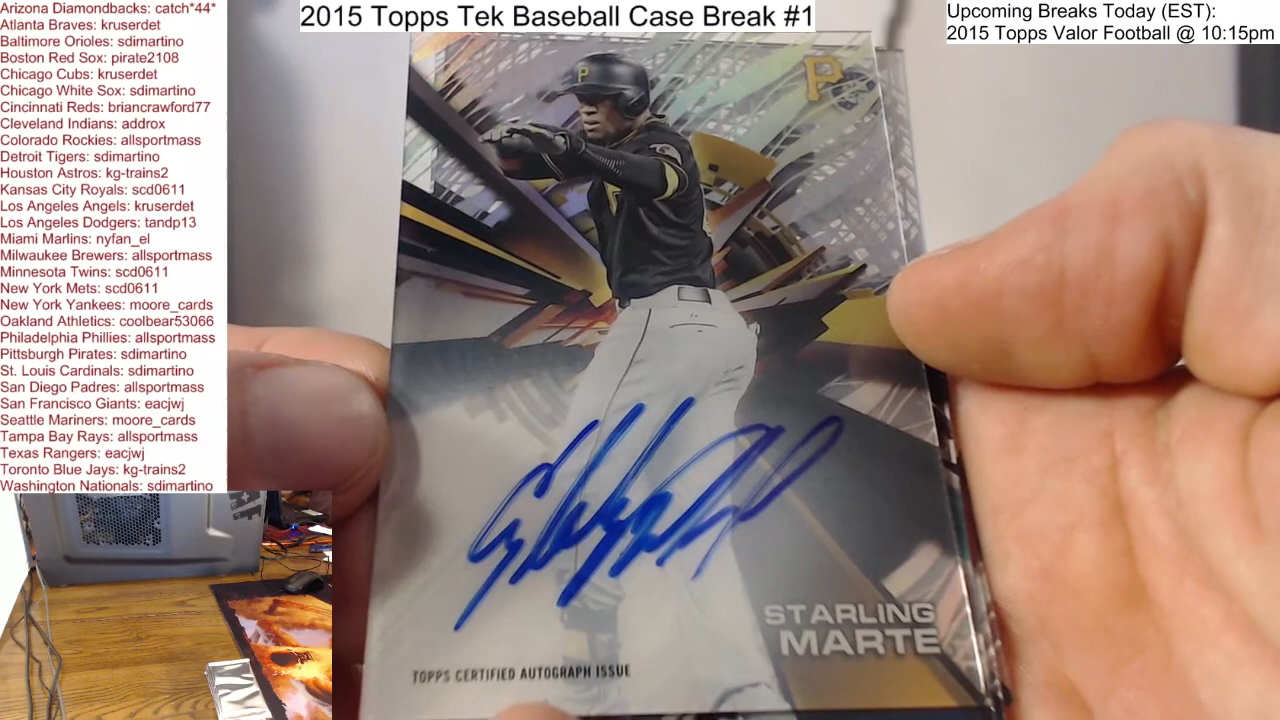 Arizona Diamondbacks: catch*44*
Atlanta Braves: kruserdet
Baltimore Orioles: sdimartino
Boston Red Sox: pirate2108
Chicago Cubs: kruserdet
Chicago White Sox: sdimartino
Cincinnati Reds: briancrawford77
Cleveland Indians: addrox
Colorado Rockies: allsportmass
Detroit Tigers: sdimartino
Houston Astros: kg-trains2
Kansas City Royals: scd0611
Los Angeles Angels: kruserdet
Los Angeles Dodgers: tandp13
Miami Marlins: nyfan_el
Milwaukee Brewers: allsportmass
Minnesota Twins: scd0611
New York Mets: scd0611
New York Yankees: moore_cards
Oakland Athletics: coolbear53066
Philadelphia Phillies: allsportmass
Pittsburgh Pirates: sdimartino
St. Louis Cardinals: sdimartino
San Diego Padres: allsportmass
San Francisco Giants: eacjwj
Seattle Mariners: moore_cards
Tampa Bay Rays: allsportmass
Texas Rangers: eacjwj
Toronto Blue Jays: kg-trains2
Washington Nationals: sdimartino
2015 Topps Tek Baseball Case Break #1
Upcoming Breaks Today (EST):
2015 Topps Valor Football @ 10:15pm
P
P
STARLING
MARTE
TOPPS CERTIFIED AUTOGRAPH ISSUE